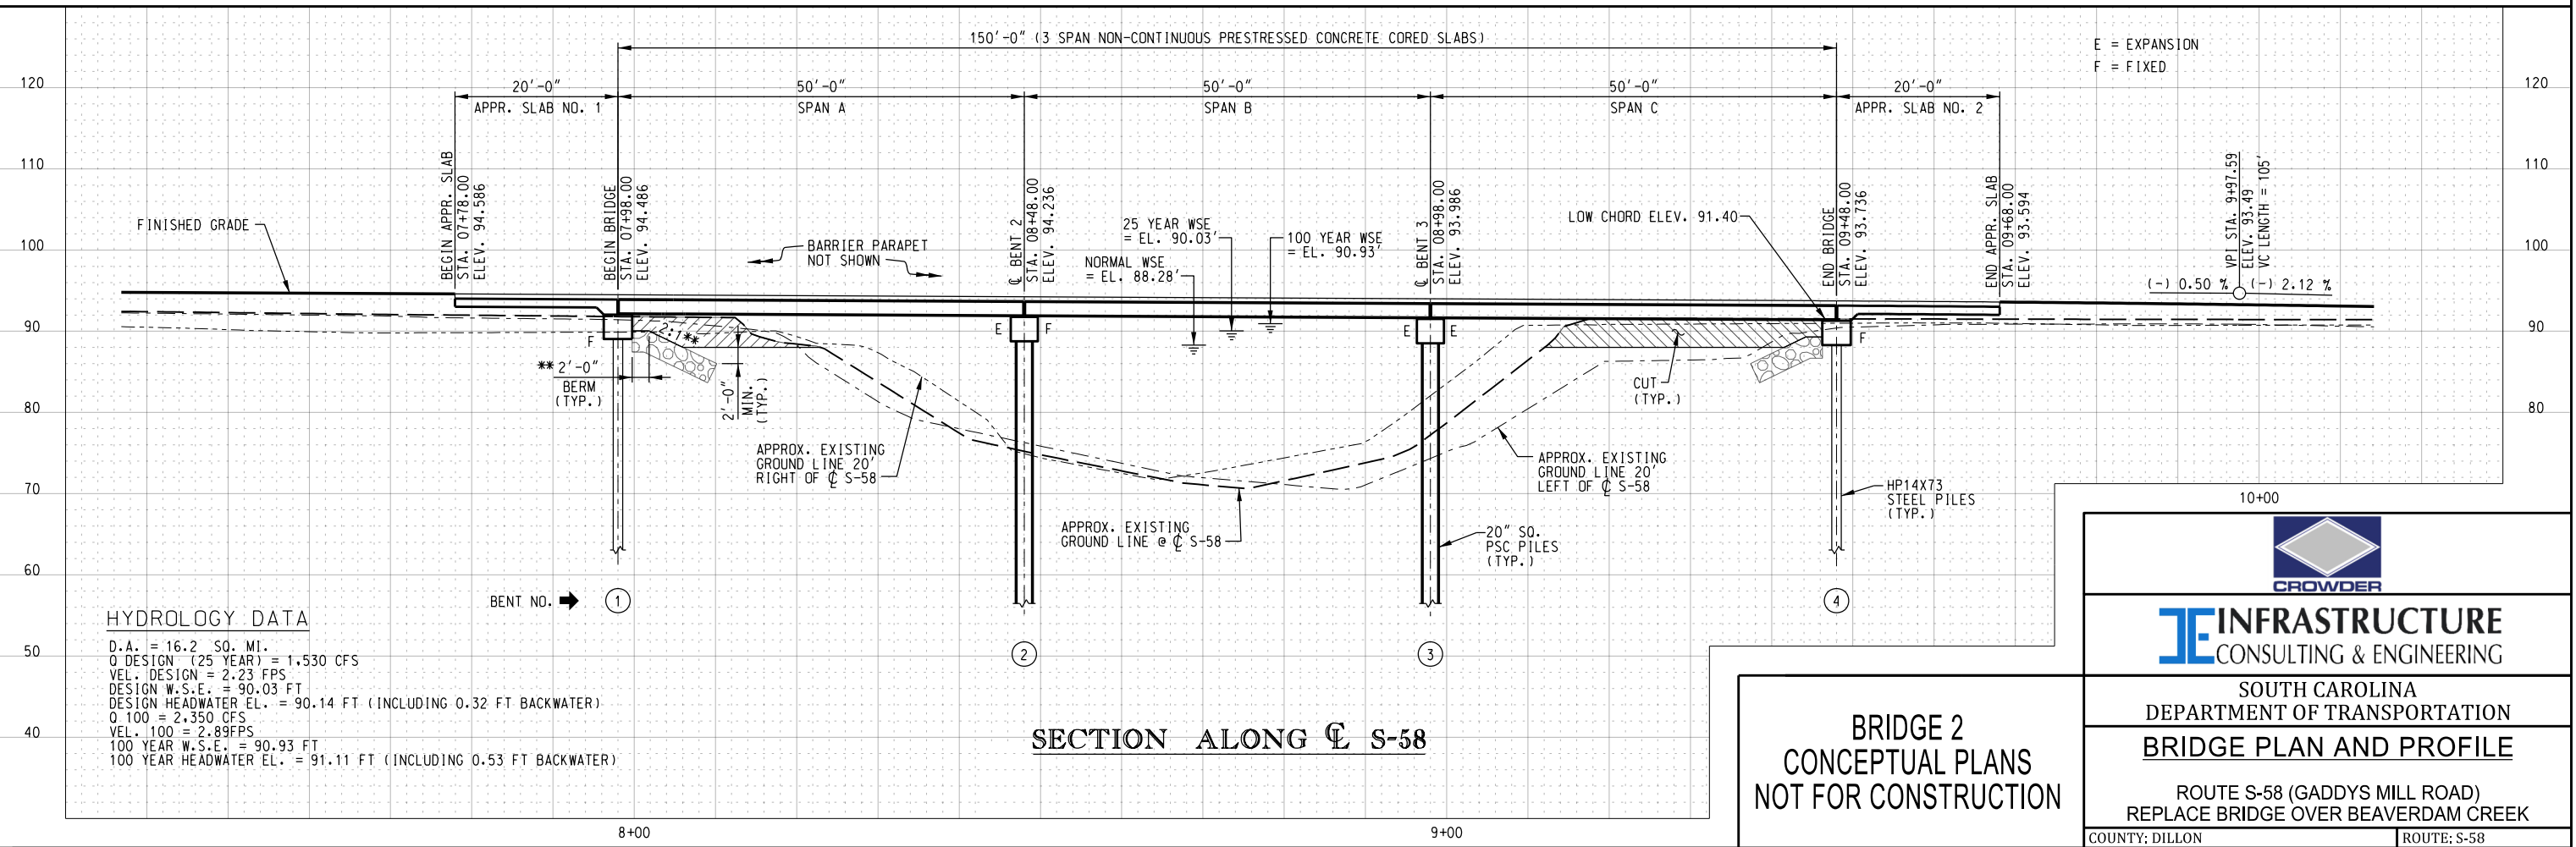 150'-0" (3 SPAN NON-CONTINUOUS PRESTRESSED CONCRETE CORED SLABS)
E = EXPANSION
F = FIXED
20'-0"
APPR. SLAB NO. 1
50'-0"
SPAN A
50'-0"
SPAN B
50'-0"
SPAN C
20'-0"
APPR. SLAB NO. 2
120
110
100
90
80
70
60
50
40
120
110
100
90
80
BEGIN APPR. SLAB
STA. 07+78.00
ELEV. 94.586
BEGIN BRIDGE
STA. 07+98.00
ELEV. 94.486
℄ BENT 2
STA. 08+48.00
ELEV. 94.236
℄ BENT 3
STA. 08+98.00
ELEV. 93.986
END BRIDGE
STA. 09+48.00
ELEV. 93.736
END APPR. SLAB
STA. 09+68.00
ELEV. 93.594
VPI STA. 9+97.59
ELEV. 93.49
VC LENGTH = 105'
(-) 0.50 %
(-) 2.12 %
FINISHED GRADE
BARRIER PARAPET
NOT SHOWN
25 YEAR WSE
= EL. 90.03'
100 YEAR WSE
= EL. 90.93'
NORMAL WSE
= EL. 88.28'
LOW CHORD ELEV. 91.40
F
E
F
E
E
F
2:1**
** 2'-0"
BERM
(TYP.)
2'-0"
MIN.
(TYP.)
CUT
(TYP.)
APPROX. EXISTING
GROUND LINE 20'
RIGHT OF ℄ S-58
APPROX. EXISTING
GROUND LINE @ ℄ S-58
APPROX. EXISTING
GROUND LINE 20'
LEFT OF ℄ S-58
20" SQ.
PSC PILES
(TYP.)
HP14X73
STEEL PILES
(TYP.)
BENT NO.
1
2
3
4
HYDROLOGY DATA
D.A. = 16.2 SQ. MI.
Q DESIGN (25 YEAR) = 1,530 CFS
VEL. DESIGN = 2.23 FPS
DESIGN W.S.E. = 90.03 FT
DESIGN HEADWATER EL. = 90.14 FT (INCLUDING 0.32 FT BACKWATER)
Q 100 = 2,350 CFS
VEL. 100 = 2.89FPS
100 YEAR W.S.E. = 90.93 FT
100 YEAR HEADWATER EL. = 91.11 FT (INCLUDING 0.53 FT BACKWATER)
SECTION ALONG ℄ S-58
8+00
9+00
10+00
BRIDGE 2
CONCEPTUAL PLANS
NOT FOR CONSTRUCTION
CROWDER
INFRASTRUCTURE
CONSULTING & ENGINEERING
SOUTH CAROLINA
DEPARTMENT OF TRANSPORTATION
BRIDGE PLAN AND PROFILE
ROUTE S-58 (GADDYS MILL ROAD)
REPLACE BRIDGE OVER BEAVERDAM CREEK
COUNTY: DILLON
ROUTE: S-58